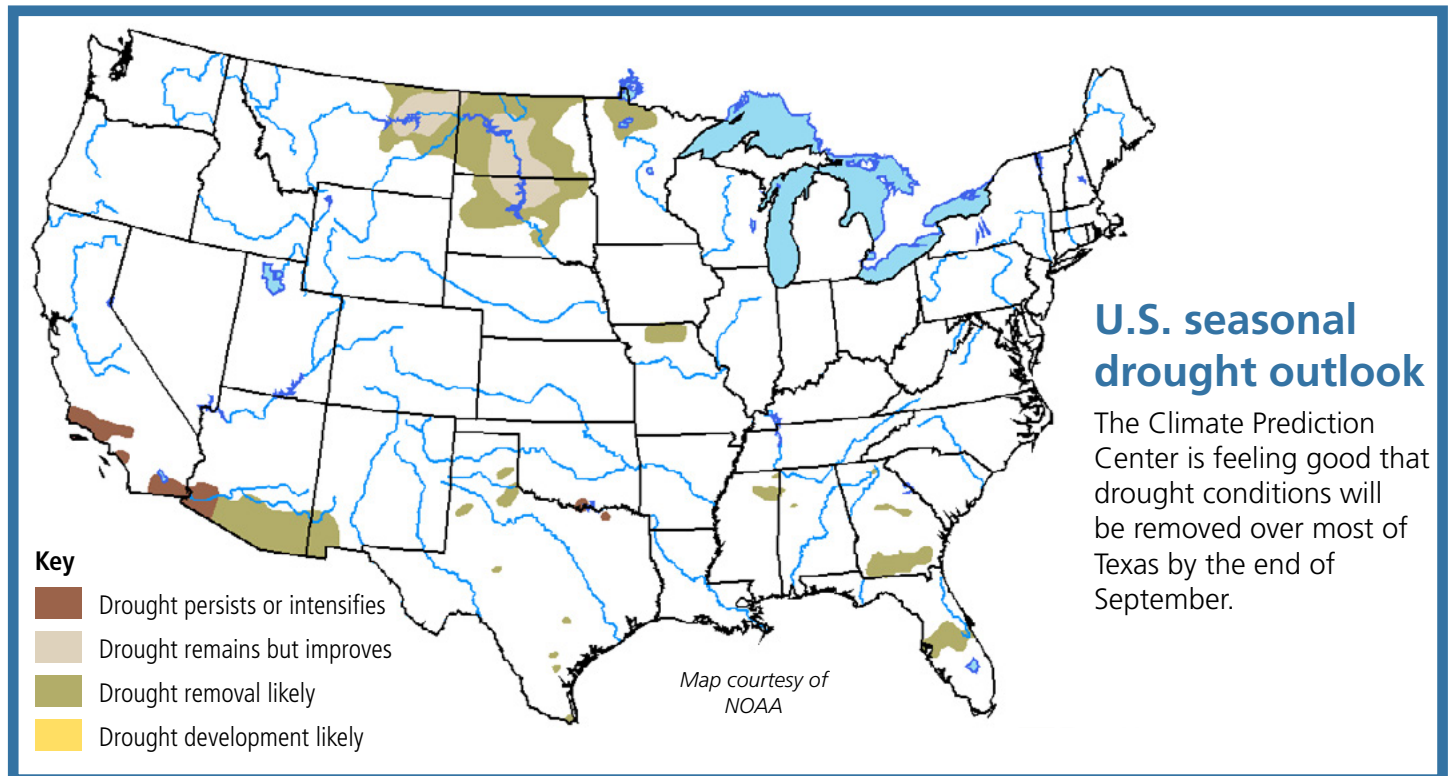 U.S. seasonal
drought outlook
The Climate Prediction
Center is feeling good that
drought conditions will
be removed over most of
Texas by the end of
September.
Key
Drought persists or intensifies
Drought remains but improves
Drought removal likely
Drought development likely
Map courtesy of
NOAA